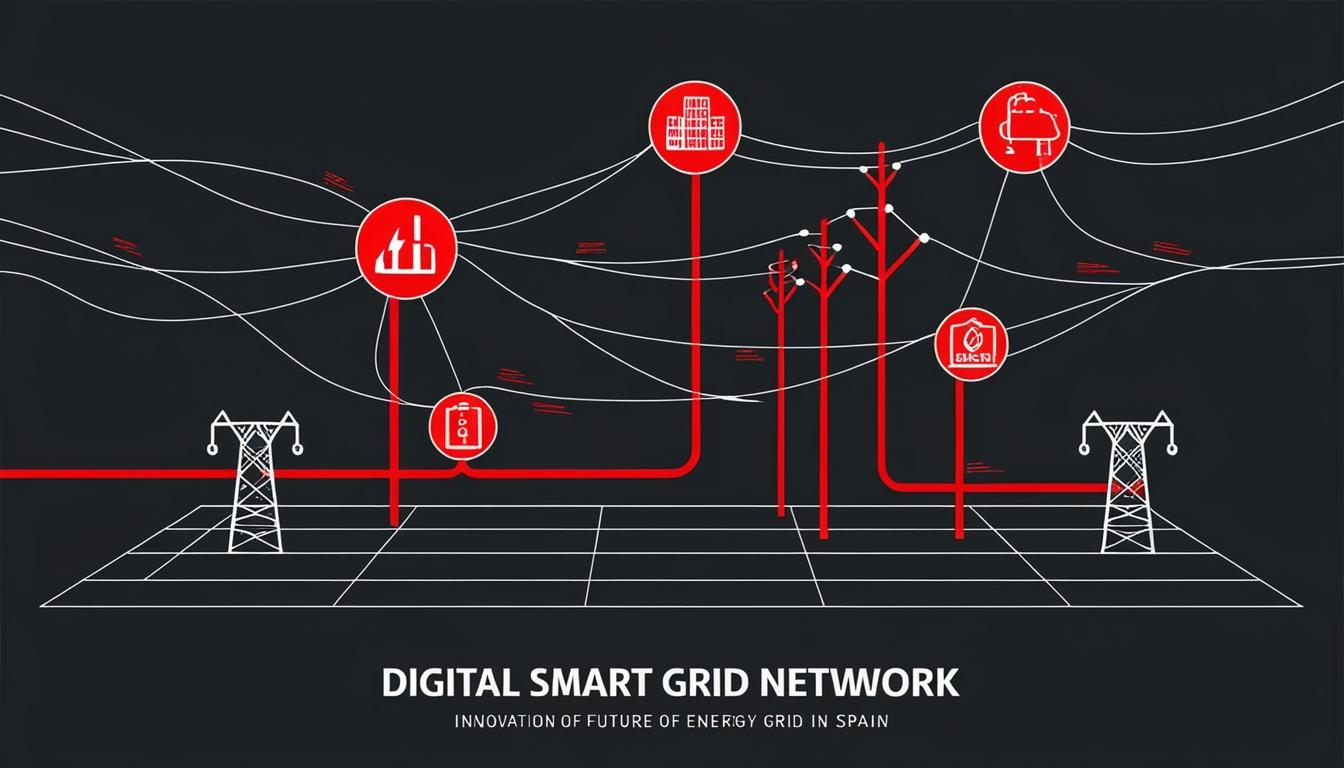 DIGITAL SMART GRID NETWORK
INNOVATION OF FUTURE OF ENERGY GRID IN SPAIN